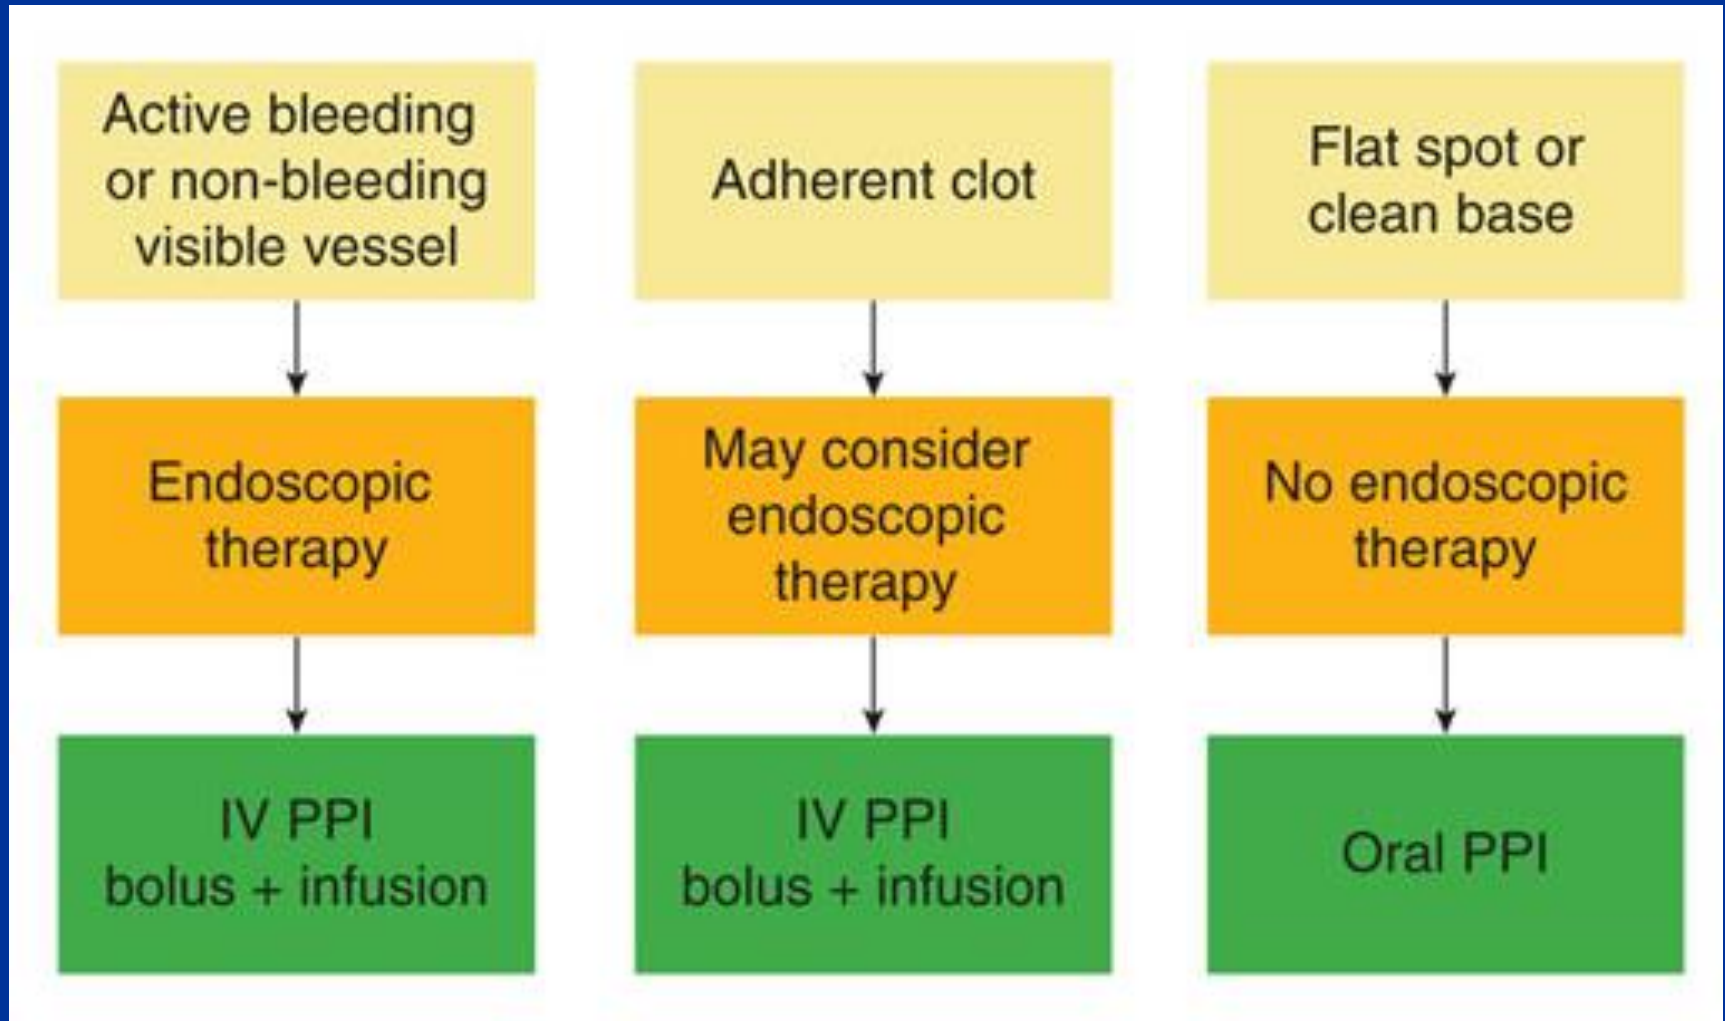 Active bleeding
or non-bleeding
visible vessel
Adherent clot
Flat spot or
clean base
Endoscopic
therapy
May consider
endoscopic
therapy
No endoscopic
therapy
IV PPI
bolus + infusion
IV PPI
bolus + infusion
Oral PPI